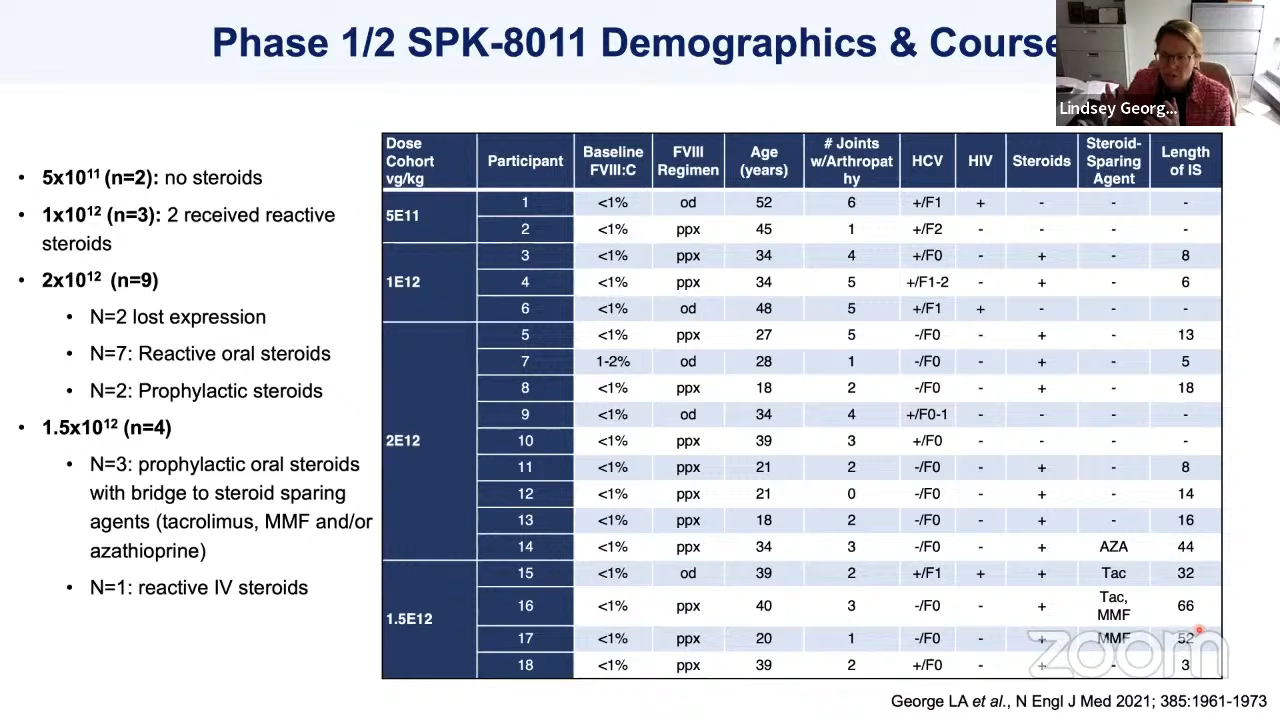 Phase 1/2 SPK-8011 Demographics & Course
Lindsey Georg...
• 5x10¹¹ (n=2): no steroids
• 1x10¹² (n=3): 2 received reactive
steroids
• 2x10¹² (n=9)
• N=2 lost expression
• N=7: Reactive oral steroids
• N=2: Prophylactic steroids
• 1.5x10¹² (n=4)
• N=3: prophylactic oral steroids
with bridge to steroid sparing
agents (tacrolimus, MMF and/or
azathioprine)
• N=1: reactive IV steroids
Dose Cohort vg/kg Participant Baseline FVIII:C FVIII Regimen Age (years) # Joints w/Arthropathy HCV HIV Steroids Steroid-Sparing Agent Length of IS
5E11 1 <1% od 52 6 +/F1 + - - -
2 <1% ppx 45 1 +/F2 - - - -
1E12 3 <1% ppx 34 4 +/F0 - + - 8
4 <1% ppx 34 5 +/F1-2 - + - 6
6 <1% od 48 5 +/F1 + - - -
2E12 5 <1% ppx 27 5 -/F0 - + - 13
7 1-2% od 28 1 -/F0 - + - 5
8 <1% ppx 18 2 -/F0 - + - 18
9 <1% od 34 4 +/F0-1 - - - -
10 <1% ppx 39 3 +/F0 - - - -
11 <1% ppx 21 2 -/F0 - + - 8
12 <1% ppx 21 0 -/F0 - + - 14
13 <1% ppx 18 2 -/F0 - + - 16
14 <1% ppx 34 3 -/F0 - + AZA 44
1.5E12 15 <1% od 39 2 +/F1 + + Tac 32
16 <1% ppx 40 3 -/F0 - + Tac, MMF 66
17 <1% ppx 20 1 -/F0 - + MMF 52
18 <1% ppx 39 2 +/F0 - + - 3
zoom
George LA et al., N Engl J Med 2021; 385:1961-1973